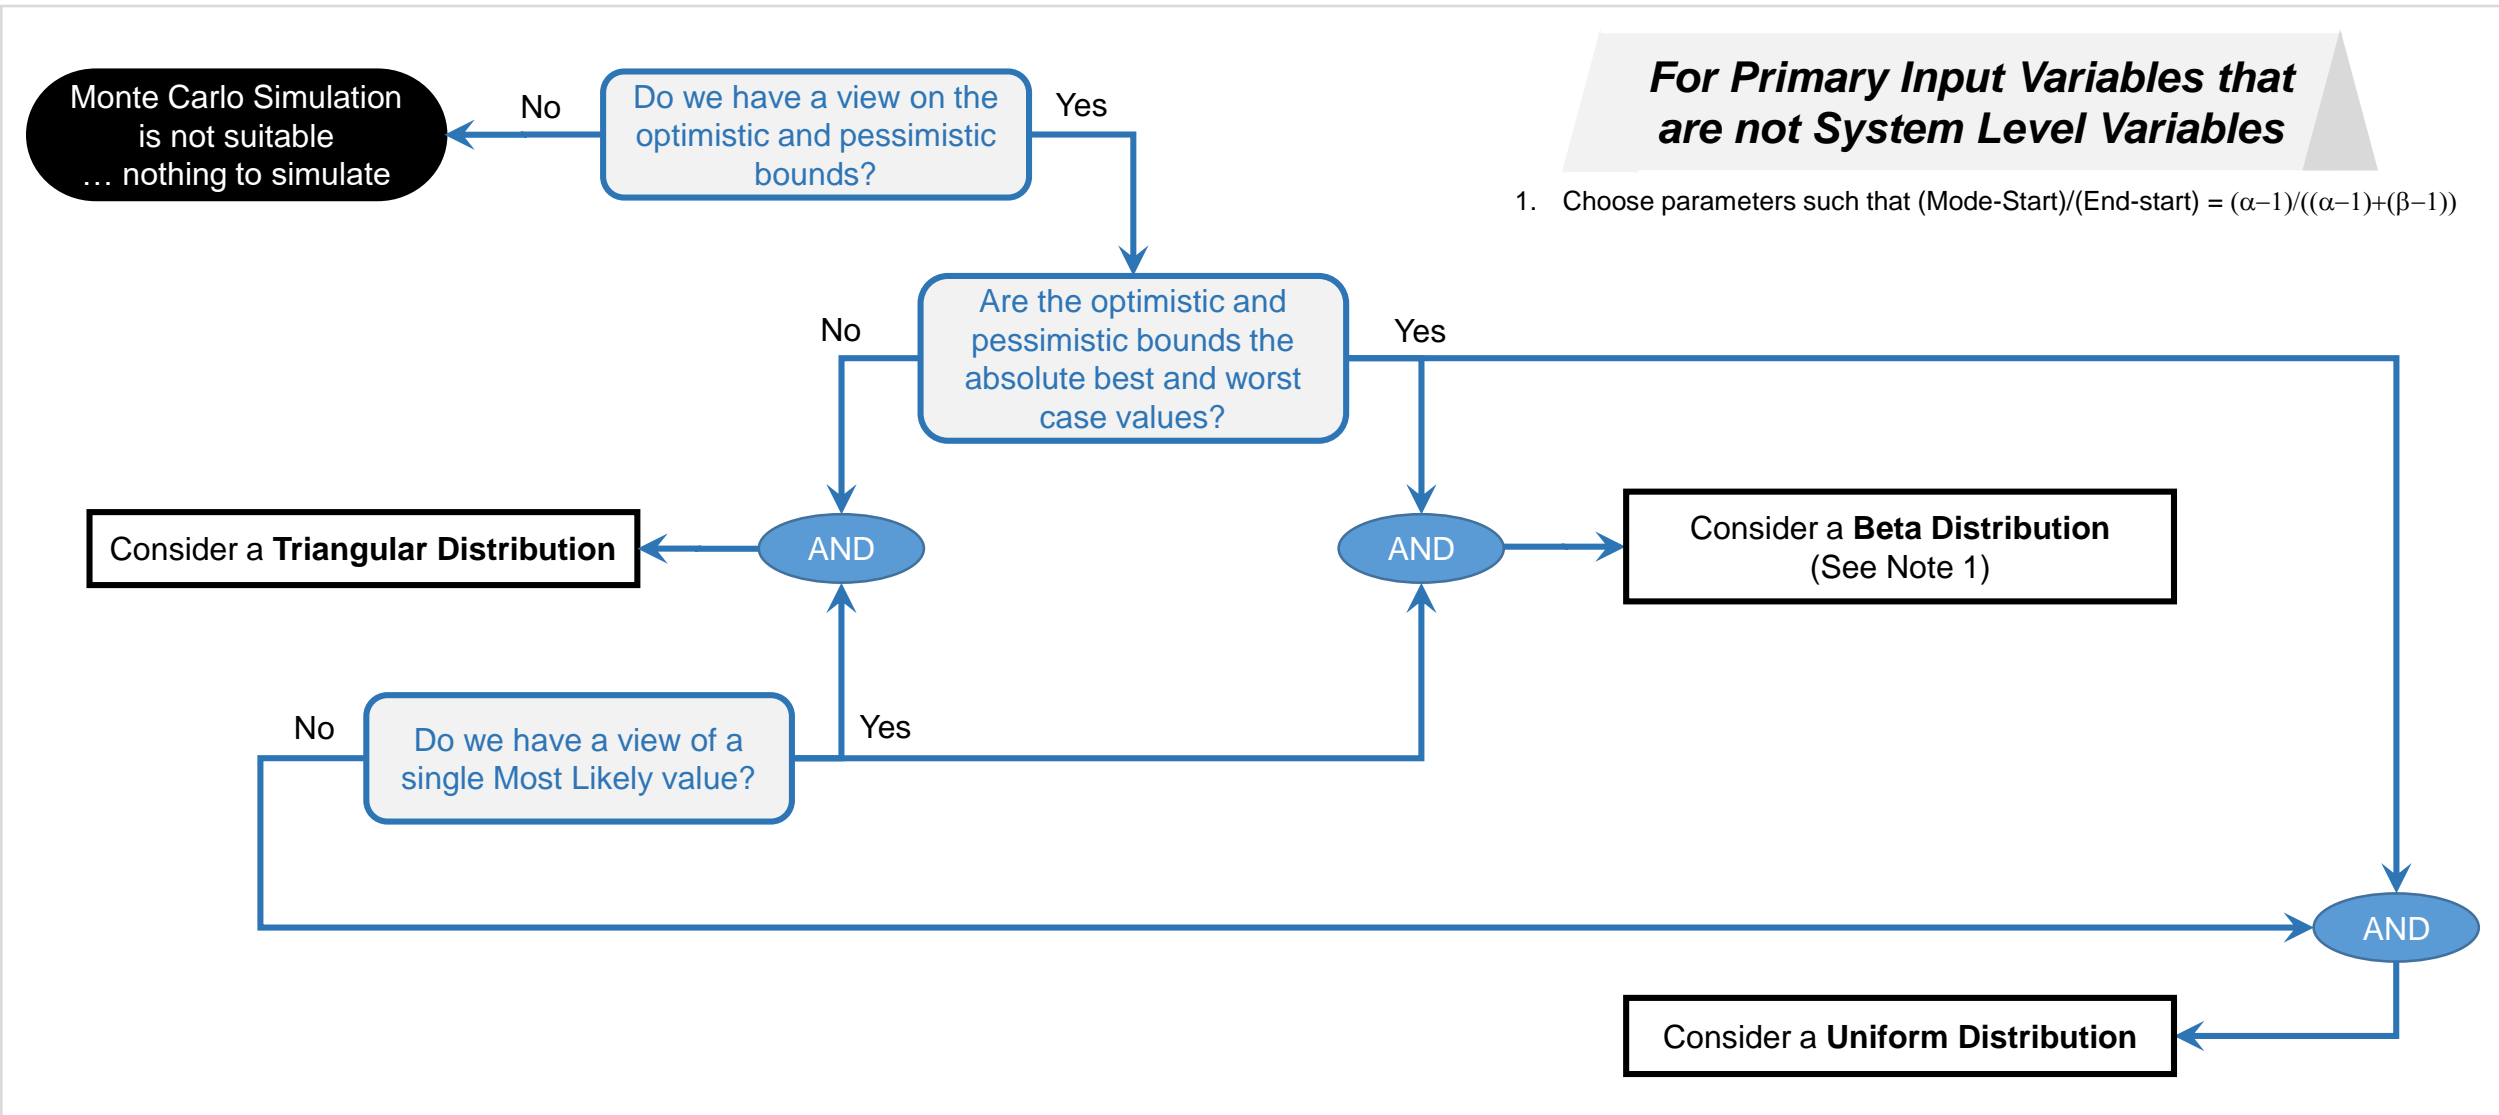 For Primary Input Variables that
are not System Level Variables
1. Choose parameters such that (Mode-Start)/(End-start) = (α−1)/((α−1)+(β−1))
Monte Carlo Simulation
is not suitable
… nothing to simulate
No
Do we have a view on the
optimistic and pessimistic
bounds?
Yes
No
Are the optimistic and
pessimistic bounds the
absolute best and worst
case values?
Yes
Consider a Triangular Distribution
AND
AND
Consider a Beta Distribution
(See Note 1)
No
Do we have a view of a
single Most Likely value?
Yes
AND
Consider a Uniform Distribution